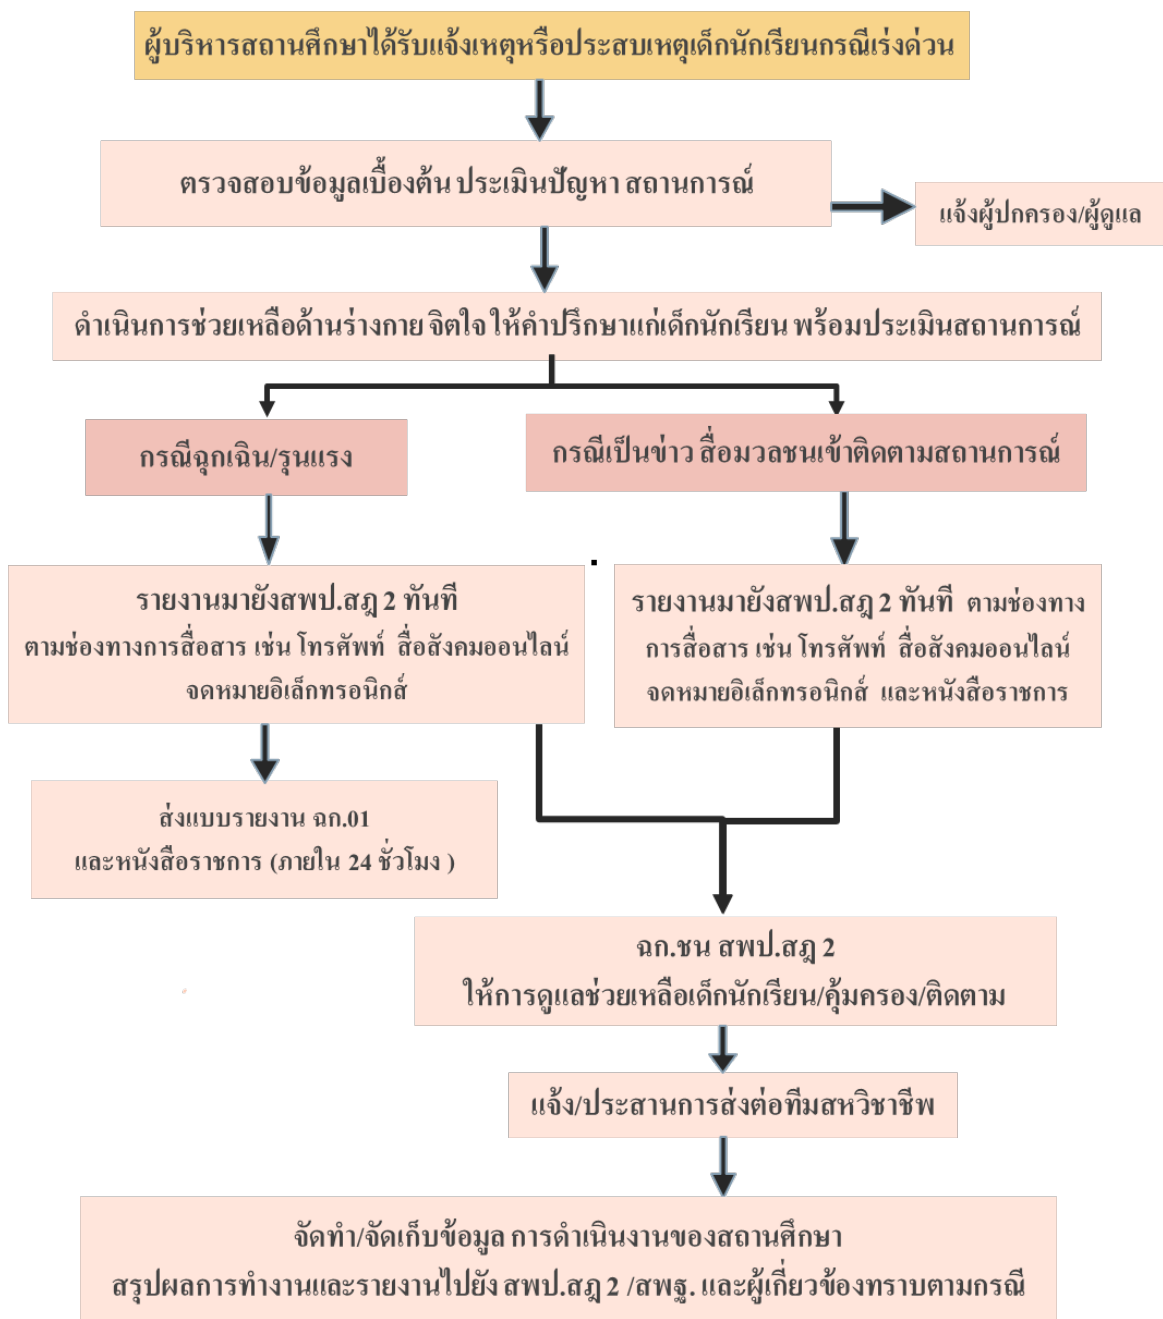 ผู้บริหารสถานศึกษาได้รับแจ้งเหตุหรือประสบเหตุเด็กนักเรียนกรณีเร่งด่วน
ตรวจสอบข้อมูลเบื้องต้น ประเมินปัญหา สถานการณ์
แจ้งผู้ปกครอง/ผู้ดูแล
ดำเนินการช่วยเหลือด้านร่างกาย จิตใจ ให้คำปรึกษาแก่เด็กนักเรียน พร้อมประเมินสถานการณ์
กรณีฉุกเฉิน/รุนแรง
กรณีเป็นข่าว สื่อมวลชนเข้าติดตามสถานการณ์
รายงานมายังสพป.สฎ 2 ทันที
ตามช่องทางการสื่อสาร เช่น โทรศัพท์ สื่อสังคมออนไลน์
จดหมายอิเล็กทรอนิกส์
รายงานมายังสพป.สฎ 2 ทันที ตามช่องทาง
การสื่อสาร เช่น โทรศัพท์ สื่อสังคมออนไลน์
จดหมายอิเล็กทรอนิกส์ และหนังสือราชการ
ส่งแบบรายงาน ฉก.01
และหนังสือราชการ (ภายใน 24 ชั่วโมง )
ฉก.ชน สพป.สฎ 2
ให้การดูแลช่วยเหลือเด็กนักเรียน/คุ้มครอง/ติดตาม
แจ้ง/ประสานการส่งต่อทีมสหวิชาชีพ
จัดทำ/จัดเก็บข้อมูล การดำเนินงานของสถานศึกษา
สรุปผลการทำงานและรายงานไปยัง สพป.สฎ 2 /สพฐ. และผู้เกี่ยวข้องทราบตามกรณี